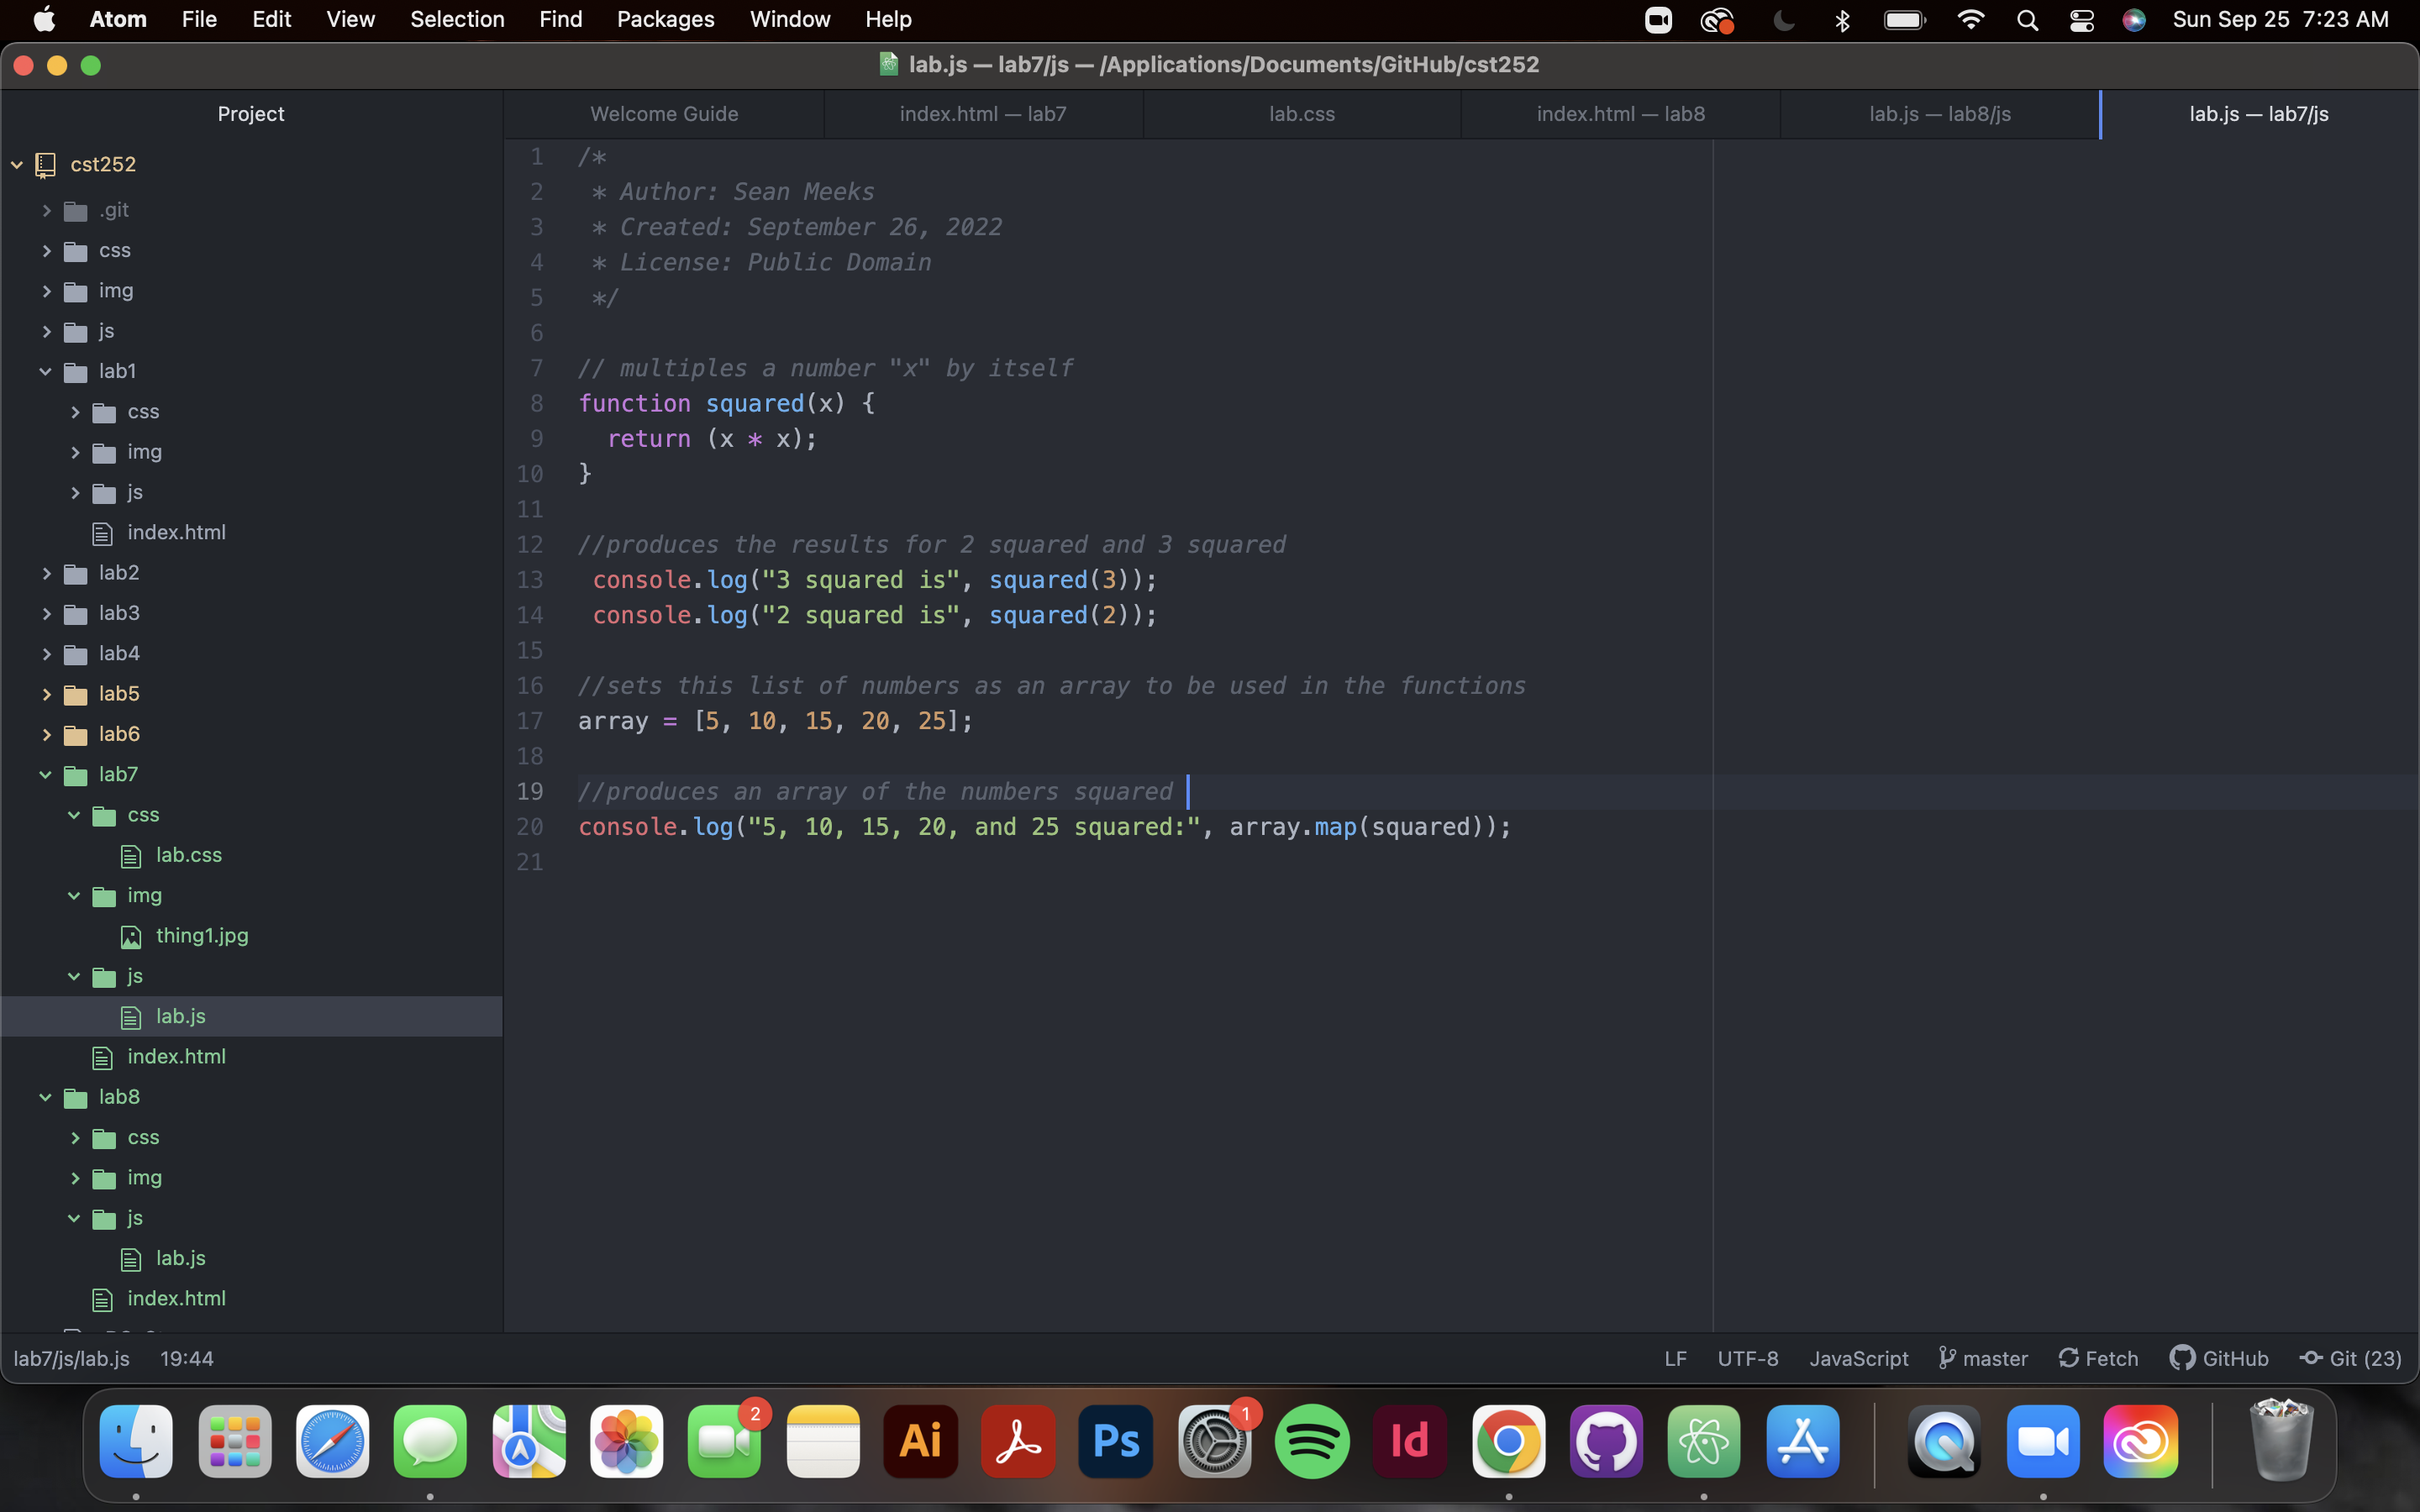 Atom File Edit View Selection Find Packages Window Help Sun Sep 25 7:23 AM
lab.js — lab7/js — /Applications/Documents/GitHub/cst252
Project
Welcome Guide
index.html — lab7
lab.css
index.html — lab8
lab.js — lab8/js
lab.js — lab7/js
cst252
.git
css
img
js
lab1
css
img
js
index.html
lab2
lab3
lab4
lab5
lab6
lab7
css
lab.css
img
thing1.jpg
js
lab.js
index.html
lab8
css
img
js
lab.js
index.html
1 /*
2  * Author: Sean Meeks
3  * Created: September 26, 2022
4  * License: Public Domain
5  */
6
7 // multiples a number "x" by itself
8 function squared(x) {
9   return (x * x);
10 }
11
12 //produces the results for 2 squared and 3 squared
13  console.log("3 squared is", squared(3));
14  console.log("2 squared is", squared(2));
15
16 //sets this list of numbers as an array to be used in the functions
17 array = [5, 10, 15, 20, 25];
18
19 //produces an array of the numbers squared
20 console.log("5, 10, 15, 20, and 25 squared:", array.map(squared));
21
lab7/js/lab.js 19:44 LF UTF-8 JavaScript master Fetch GitHub Git (23)
2
Ai
Ps
1
Id